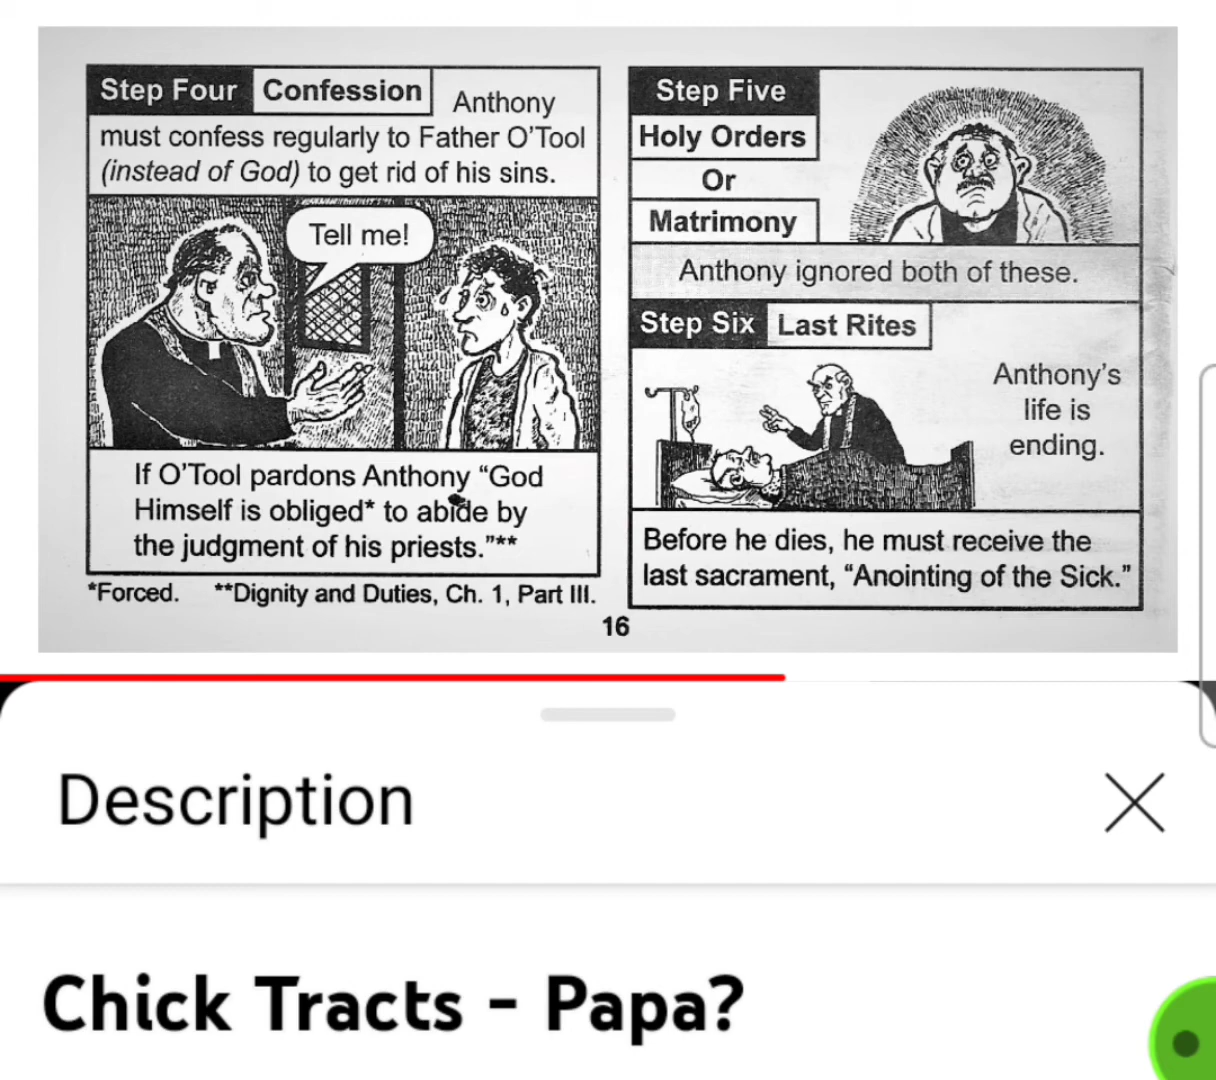 Step Four Confession Anthony
must confess regularly to Father O’Tool
(instead of God) to get rid of his sins.
Tell me!
If O’Tool pardons Anthony “God
Himself is obliged* to abide by
the judgment of his priests.”**
*Forced. **Dignity and Duties, Ch. 1, Part III.
Step Five
Holy Orders
Or
Matrimony
Anthony ignored both of these.
Step Six Last Rites
Anthony’s
life is
ending.
Before he dies, he must receive the
last sacrament, “Anointing of the Sick.”
16
Description
Chick Tracts - Papa?